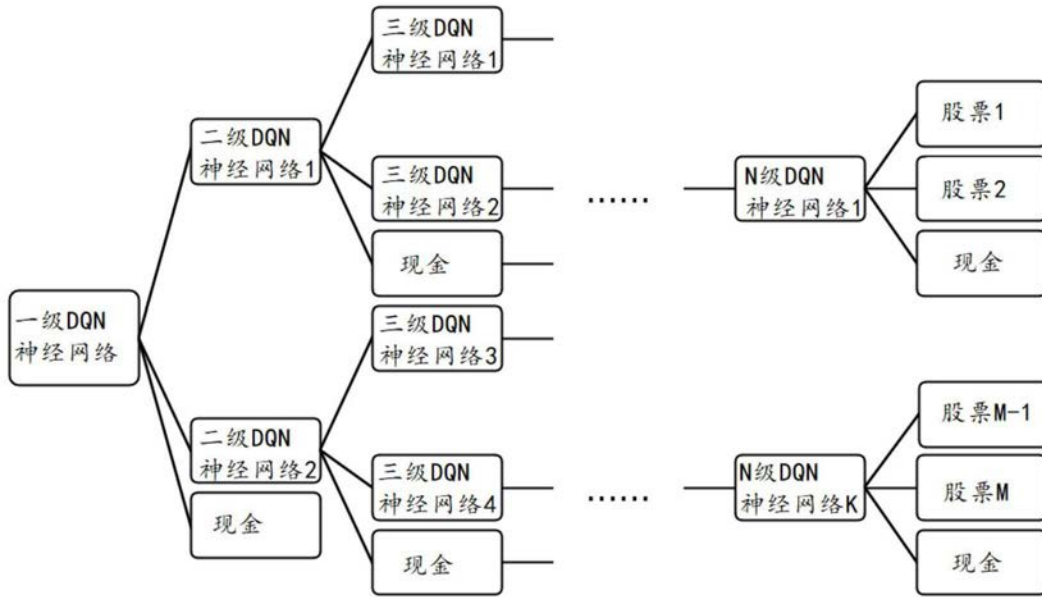 一级DQN
神经网络
二级DQN
神经网络1
二级DQN
神经网络2
现金
三级DQN
神经网络1
三级DQN
神经网络2
现金
三级DQN
神经网络3
三级DQN
神经网络4
现金
……
……
N级DQN
神经网络1
N级DQN
神经网络K
股票1
股票2
现金
股票M-1
股票M
现金